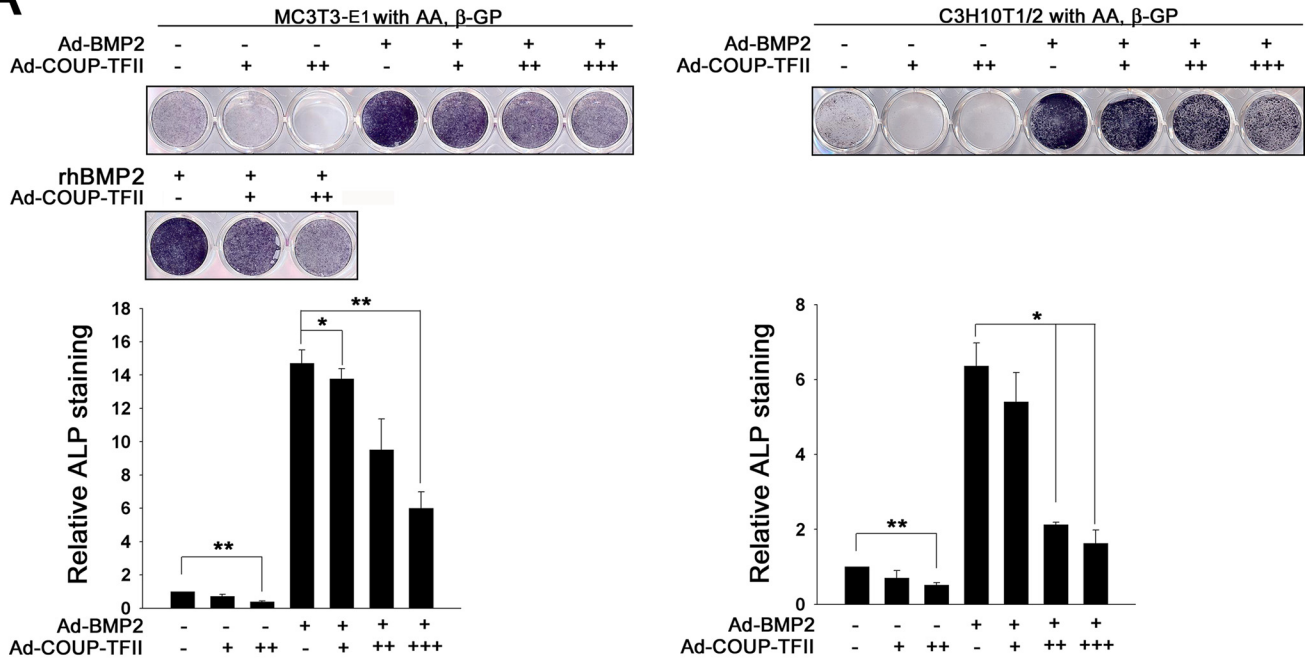 A
MC3T3-E1 with AA, β-GP
Ad-BMP2 - - - + + + +
Ad-COUP-TFII - + ++ - + ++ +++
rhBMP2 + + +
Ad-COUP-TFII - + ++
C3H10T1/2 with AA, β-GP
Ad-BMP2 - - - + + + +
Ad-COUP-TFII - + ++ - + ++ +++
Relative ALP staining
18
16
14
12
10
8
6
4
2
0
**
*
**
Ad-BMP2 - - - + + + +
Ad-COUP-TFII - + ++ - + ++ +++
Relative ALP staining
8
6
4
2
0
*
**
Ad-BMP2 - - - + + + +
Ad-COUP-TFII - + ++ - + ++ +++